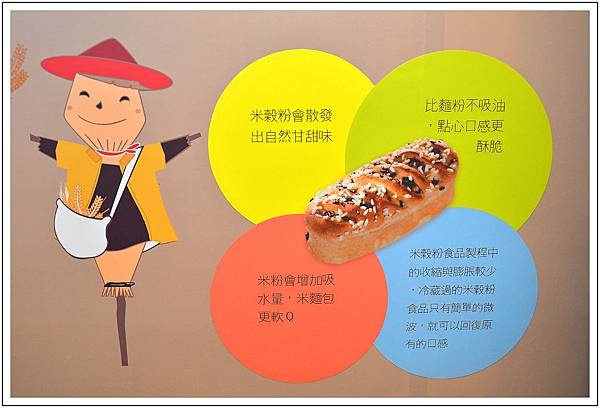 米穀粉會散發
出自然甘甜味
比麵粉不吸油
，點心口感更
酥脆
米粉會增加吸
水量，米麵包
更軟Q
米穀粉食品製程中
的收縮與膨脹較少
，冷藏過的米穀粉
食品只有簡單的微
波，就可以回復原
有的口感